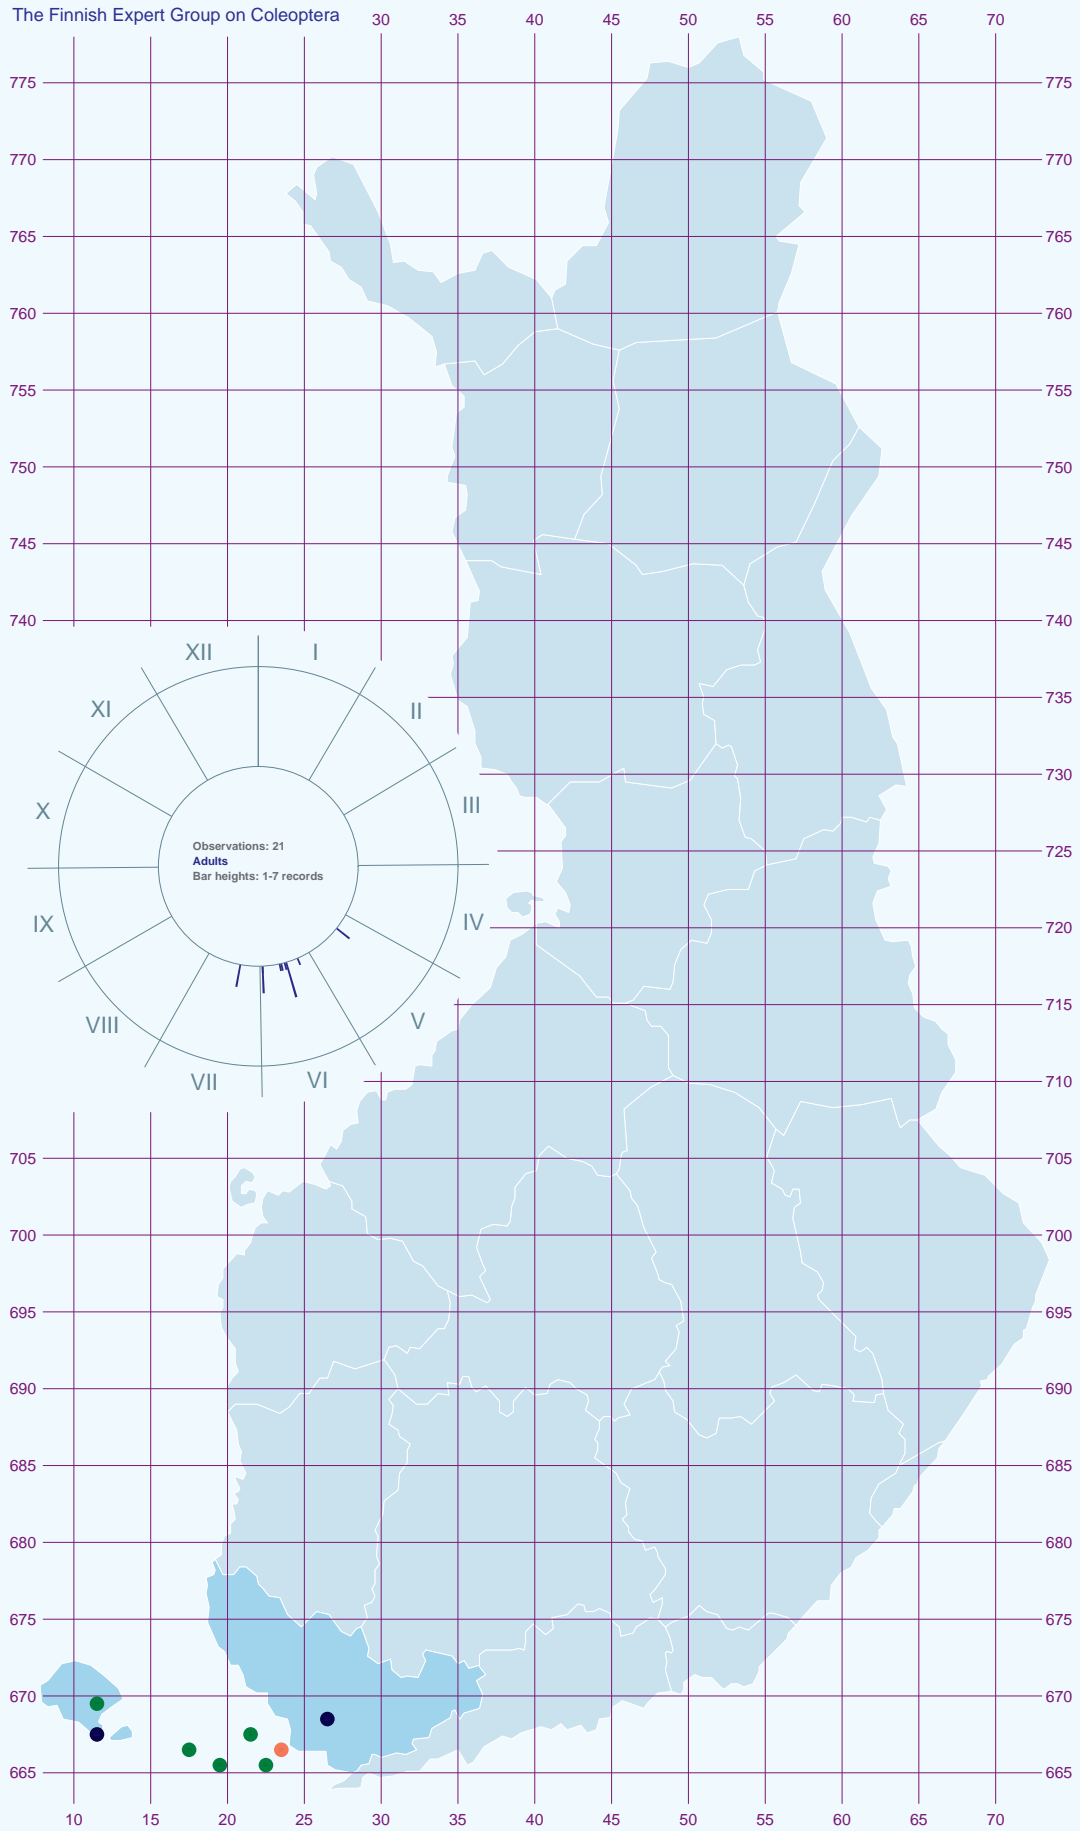 The Finnish Expert Group on Coleoptera
30 35 40 45 50 55 60 65 70
775 775
770 770
765 765
760 760
755 755
750 750
745 745
740 740
XII I
XI II
735
730
X III
725
Observations: 21
Adults
Bar heights: 1-7 records
IX IV
720
715
VIII V
VII VI
710
705 705
700 700
695 695
690 690
685 685
680 680
675 675
670 670
665 665
10 15 20 25 30 35 40 45 50 55 60 65 70